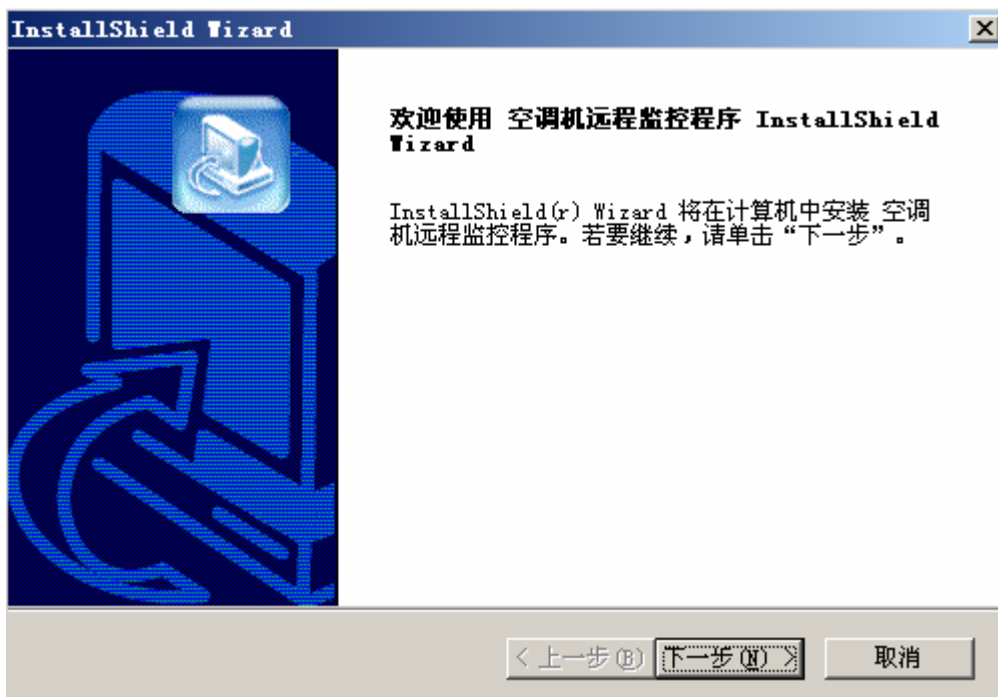 InstallShield Wizard
欢迎使用 空调机远程监控程序 InstallShield
Wizard
InstallShield(r) Wizard 将在计算机中安装 空调
机远程监控程序。若要继续，请单击“下一步”。
< 上一步(B) 下一步(N) > 取消